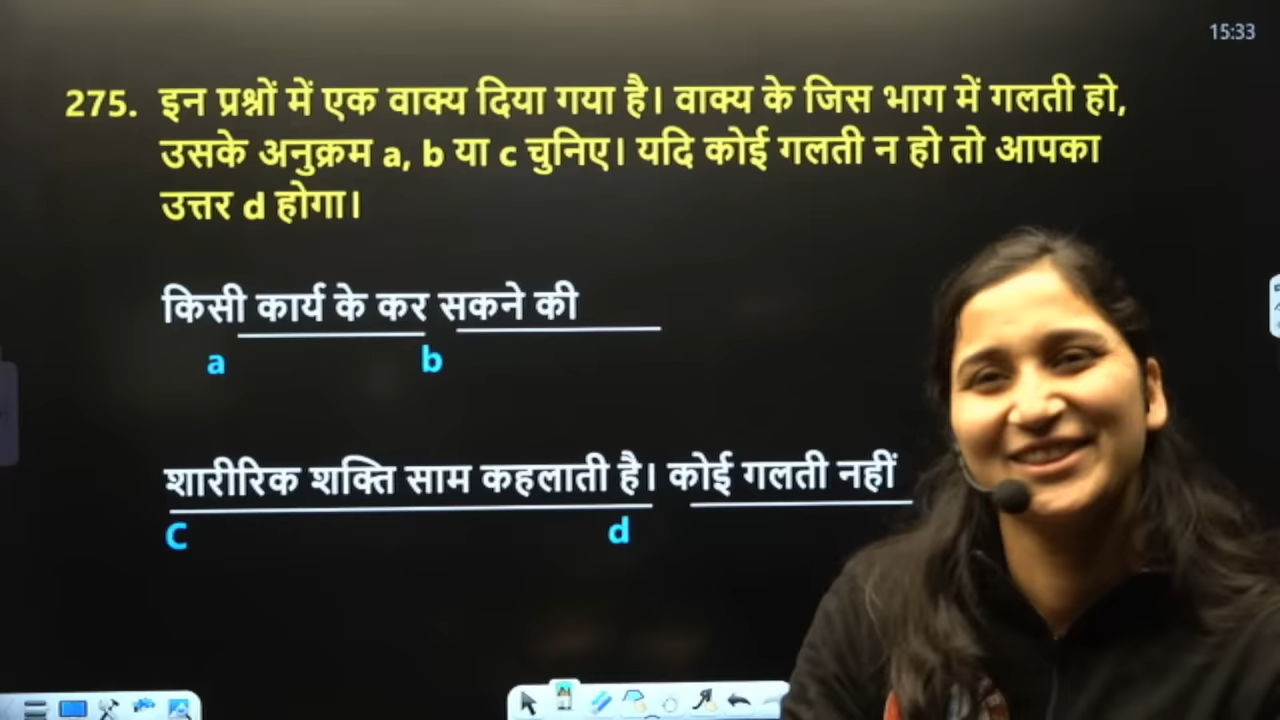 15:33
275. इन प्रश्नों में एक वाक्य दिया गया है। वाक्य के जिस भाग में गलती हो,
उसके अनुक्रम a, b या c चुनिए। यदि कोई गलती न हो तो आपका
उत्तर d होगा।
किसी कार्य के कर सकने की
a b
शारीरिक शक्ति साम कहलाती है। कोई गलती नहीं
C d